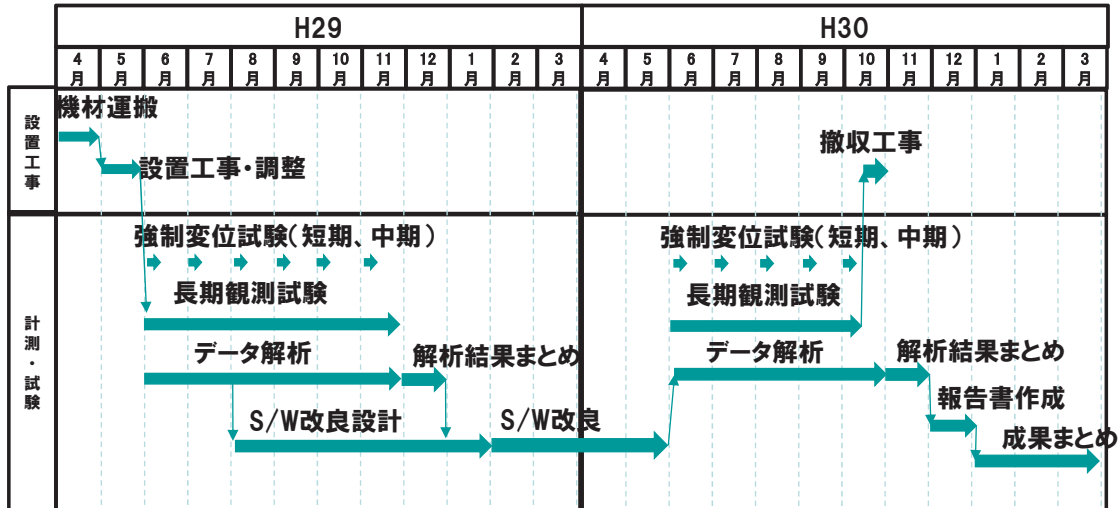 H29 H30
4月 5月 6月 7月 8月 9月 10月 11月 12月 1月 2月 3月 4月 5月 6月 7月 8月 9月 10月 11月 12月 1月 2月 3月
設置工事
機材運搬
設置工事・調整
撤収工事
計測・試験
強制変位試験(短期、中期)
強制変位試験(短期、中期)
長期観測試験
長期観測試験
データ解析
解析結果まとめ
データ解析
解析結果まとめ
S/W改良設計
S/W改良
報告書作成
成果まとめ